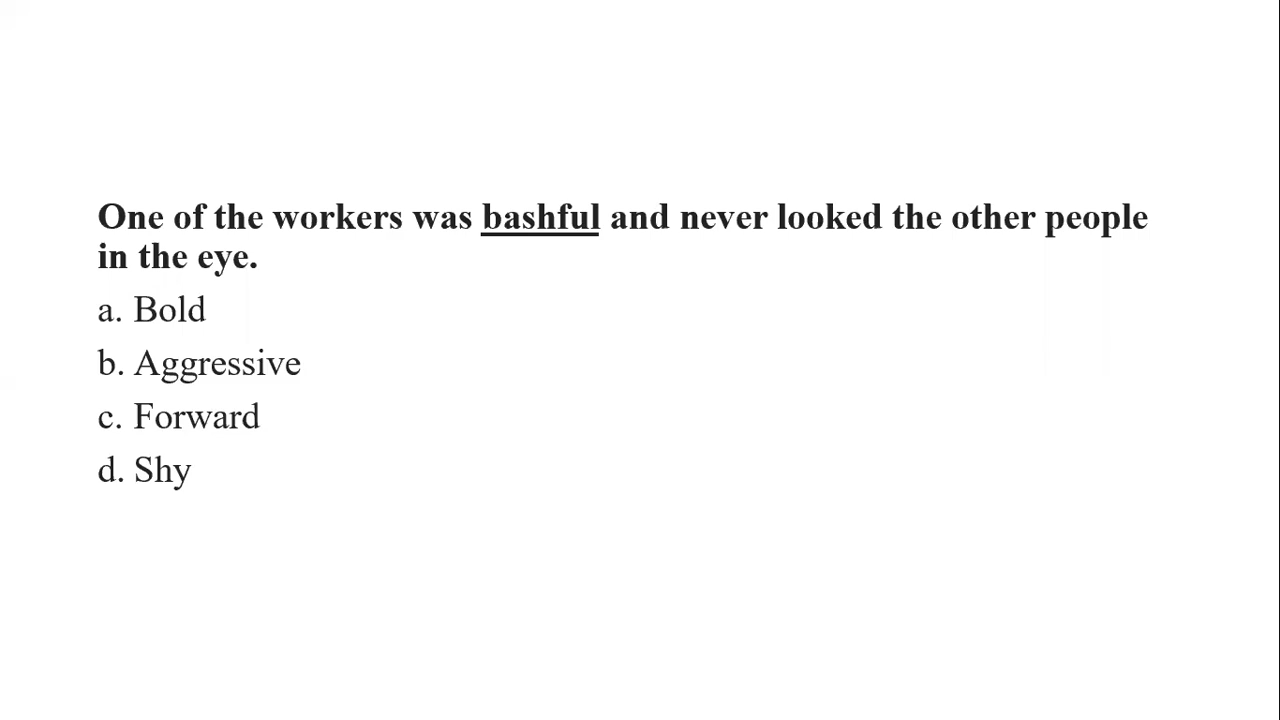 One of the workers was bashful and never looked the other people
in the eye.
a. Bold
b. Aggressive
c. Forward
d. Shy